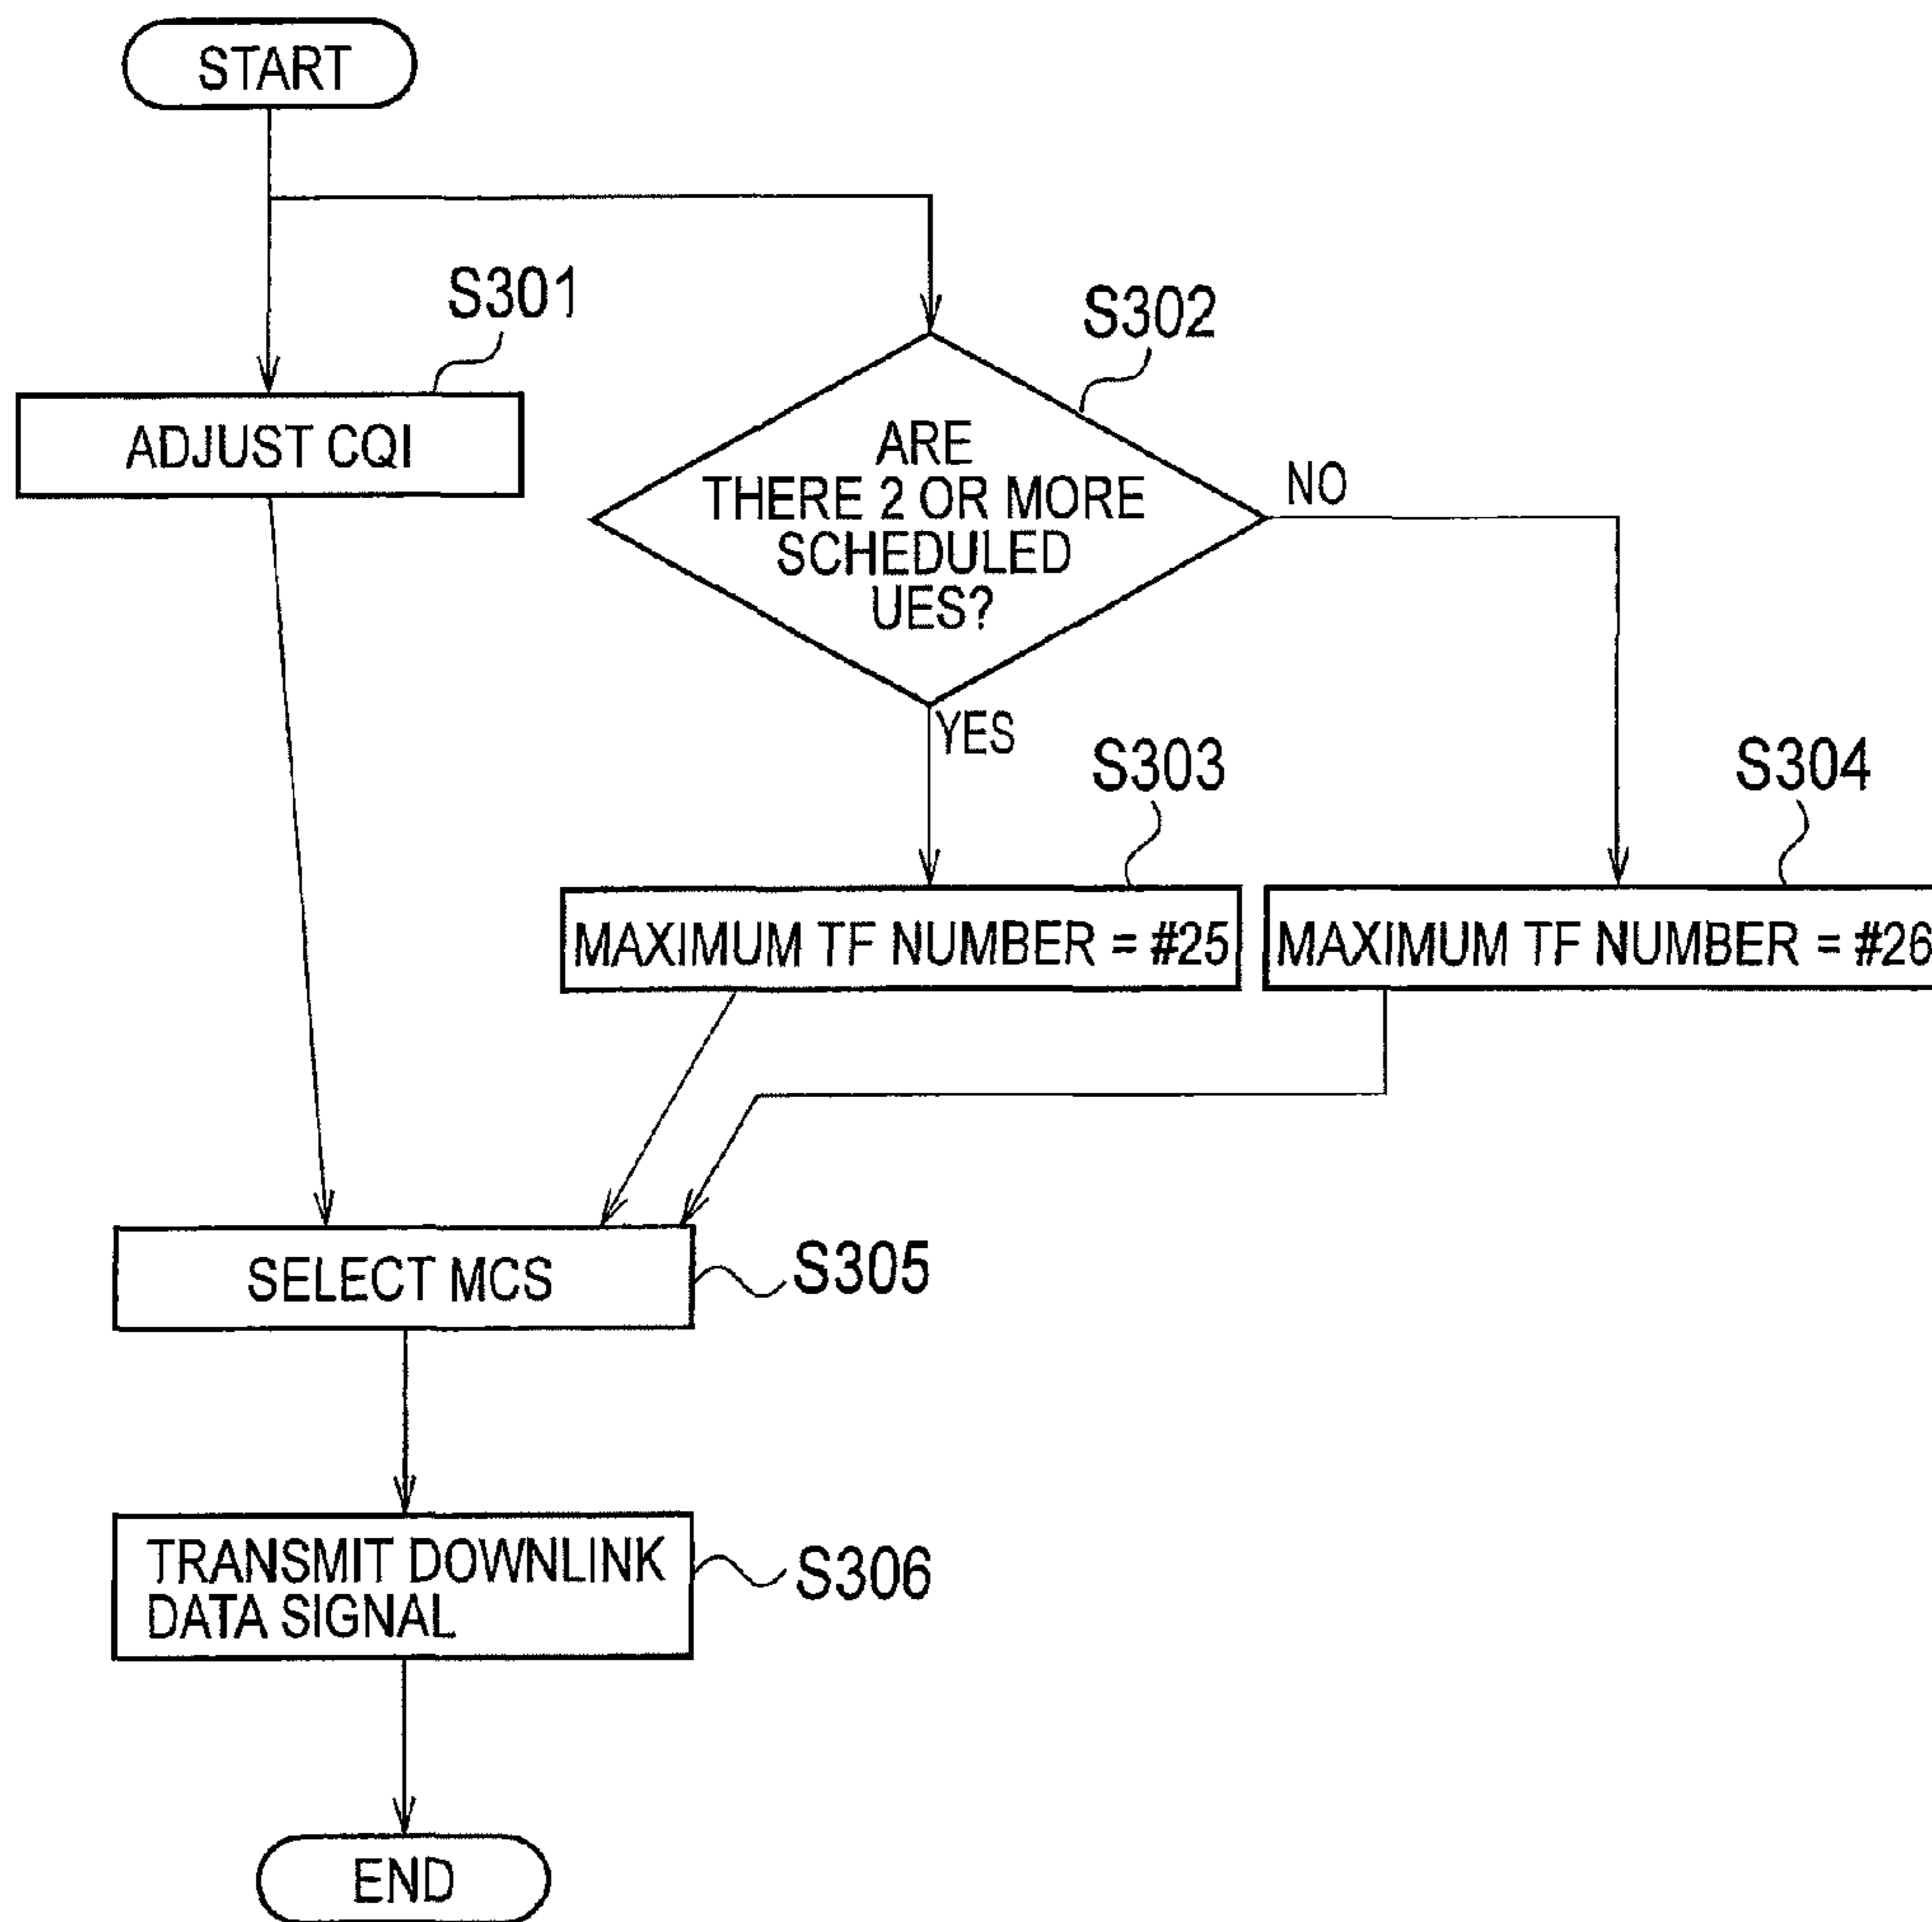 START
S301
S302
ADJUST CQI
ARE
THERE 2 OR MORE
SCHEDULED
UES?
NO
YES
S303
S304
MAXIMUM TF NUMBER = #25
MAXIMUM TF NUMBER = #26
SELECT MCS
S305
TRANSMIT DOWNLINK
DATA SIGNAL
S306
END